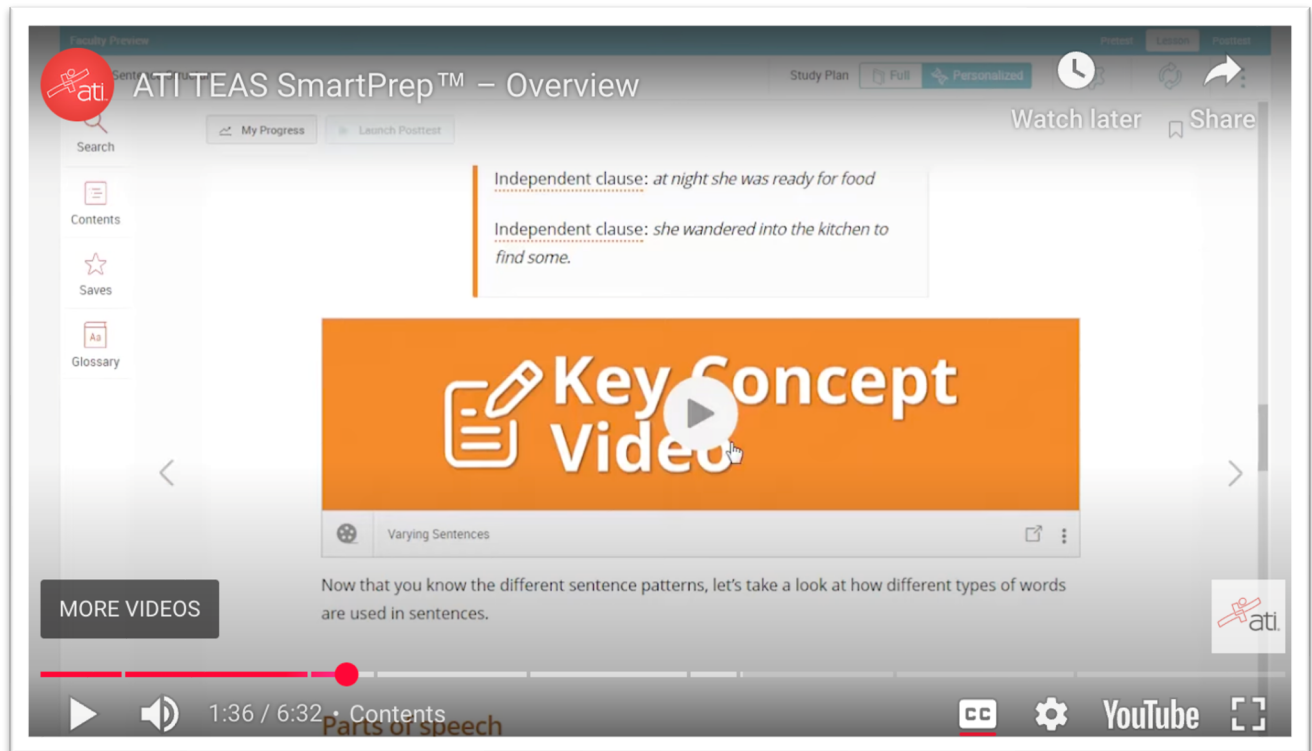 Faculty Preview
Pretest Lesson Posttest
ati ATI TEAS SmartPrep™ – Overview
Study Plan Full Personalized
Watch later Share
Search
My Progress Launch Posttest
Contents
Saves
Aa
Glossary
Independent clause: at night she was ready for food
Independent clause: she wandered into the kitchen to
find some.
Key Concept
Video
Varying Sentences
Now that you know the different sentence patterns, let's take a look at how different types of words
are used in sentences.
MORE VIDEOS
ati
1:36 / 6:32 • Contents
Parts of speech
CC YouTube